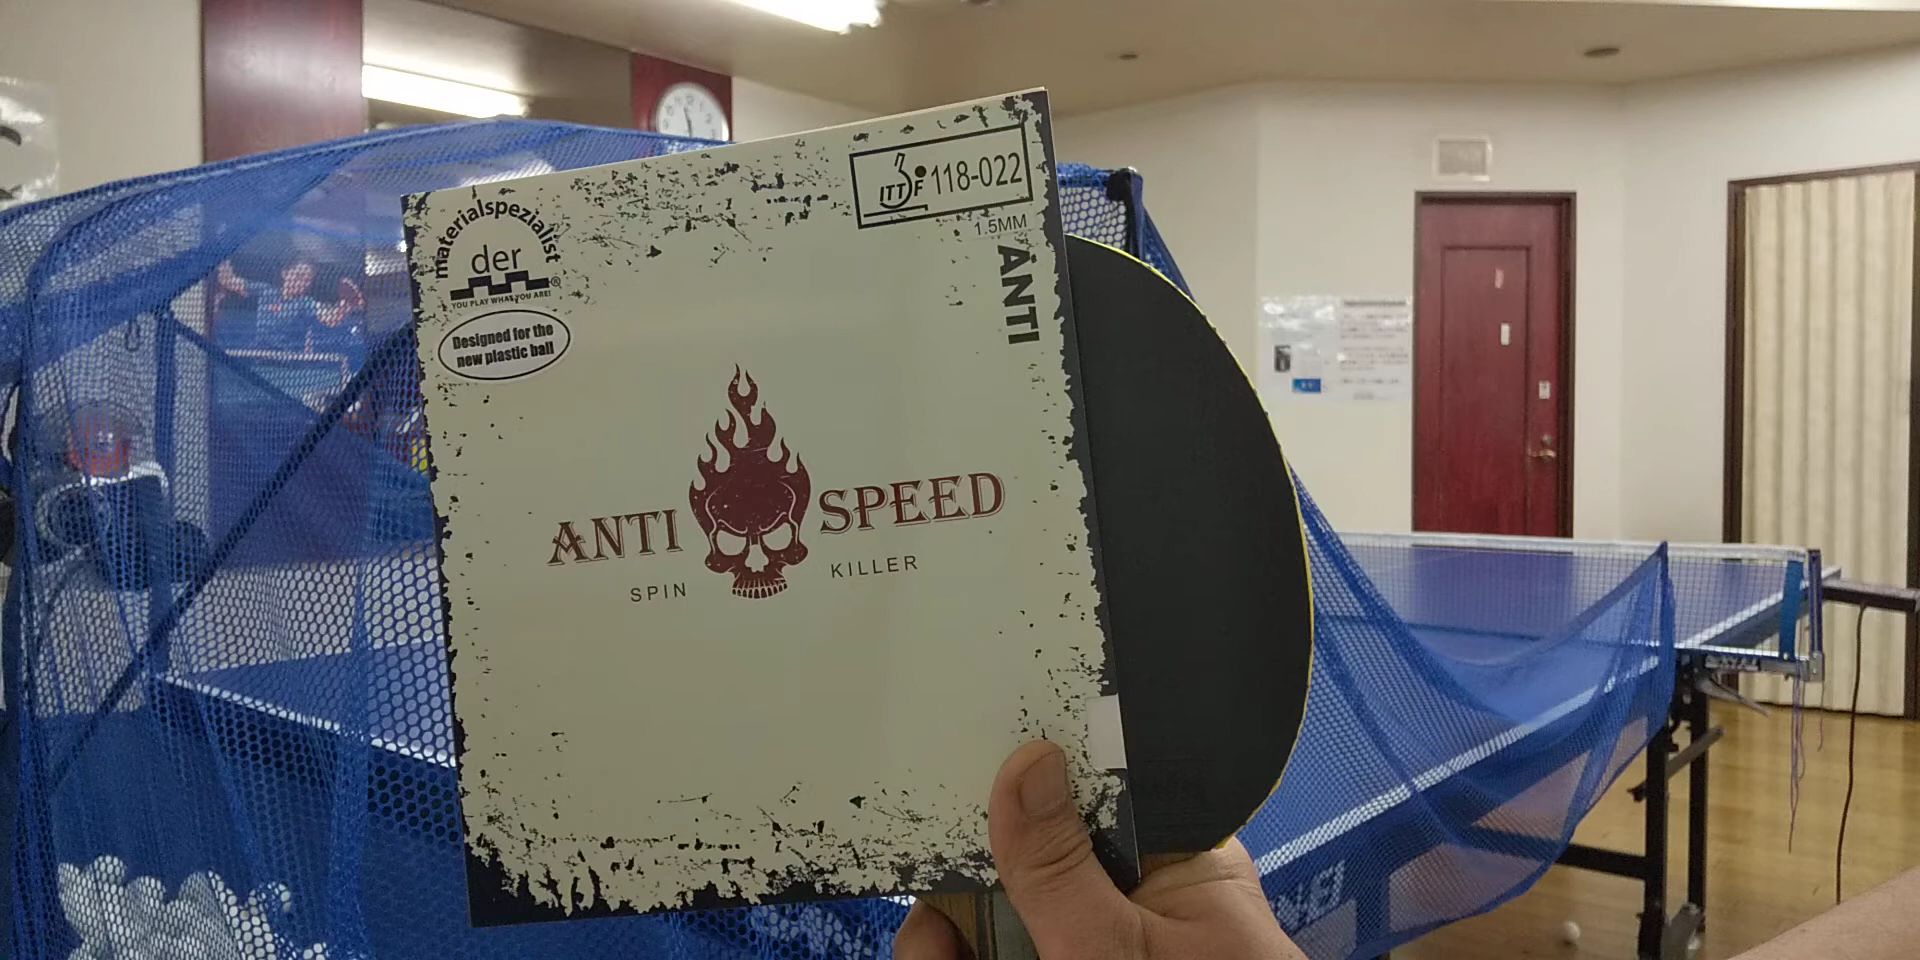 materialspezialist
der
®
YOU PLAY WHAT YOU ARE!
Designed for the
new plastic ball
ITTF 118-022
1.5MM
ANTI
ANTI SPEED
SPIN KILLER